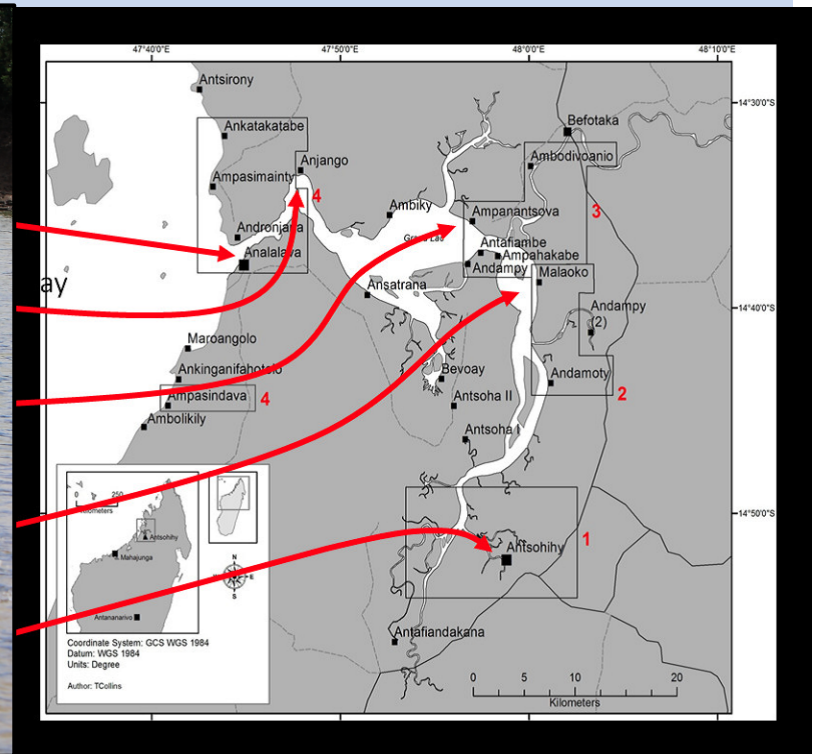 47°40'0"E 47°50'0"E 48°0'0"E 48°10'0"E
Antsirony
14°30'0"S
Befotaka
Ankatakatabe
Ambodivoanio
Anjango
4
Ampasimainty
Ambiky
Ampanantsova
3
Andronjana
Antafiambe
Ampahakabe
Analalava
Andampy
Malaoko
ay
Ansatrana
Andampy
(2)
14°40'0"S
Maroangolo
Ankinganifahotelo
Bevoay
Andamoty
Ampasindava
4
Antsoha II
2
Ambolikily
Antsoha I
14°50'0"S
1
Antsohihy
0 250
Kilometers
Antsohihy
Mahajunga
N
W E
S
Antananarivo
Antafiandakana
Coordinate System: GCS WGS 1984
Datum: WGS 1984
Units: Degree
Author: TCollins
0 5 10 20
Kilometers